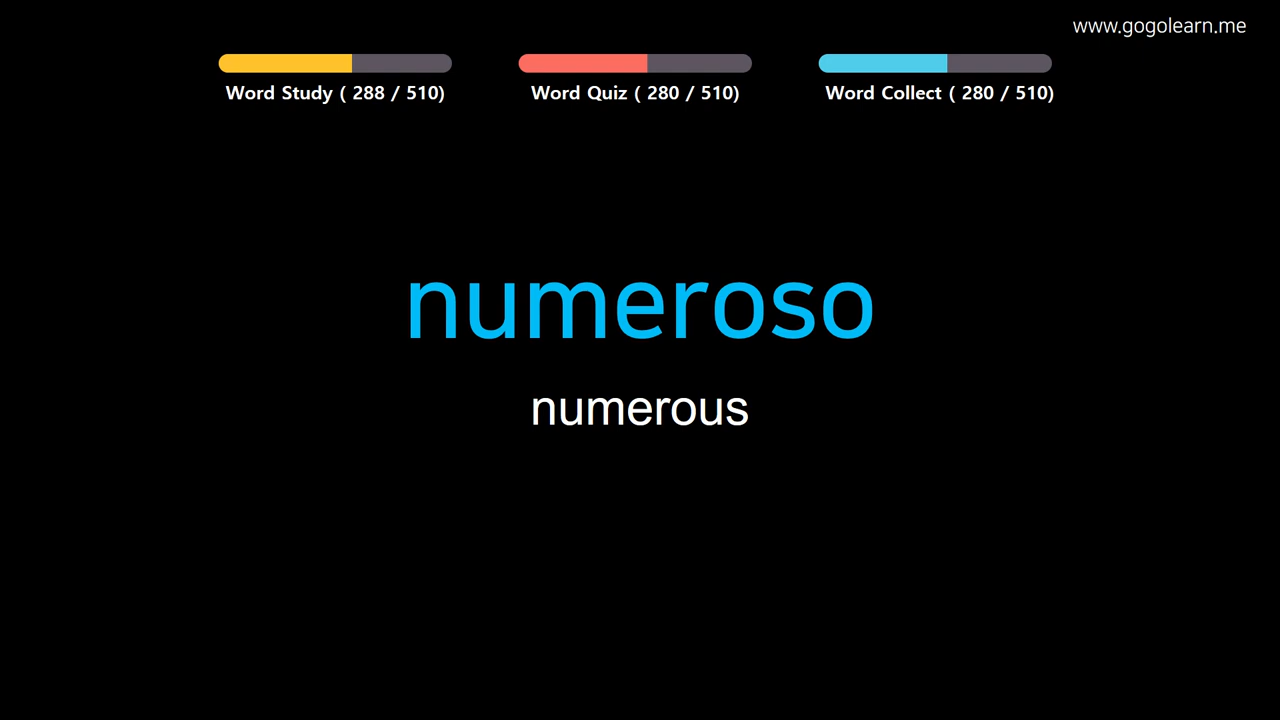 www.gogolearn.me
Word Study ( 288 / 510)
Word Quiz ( 280 / 510)
Word Collect ( 280 / 510)
numeroso
numerous